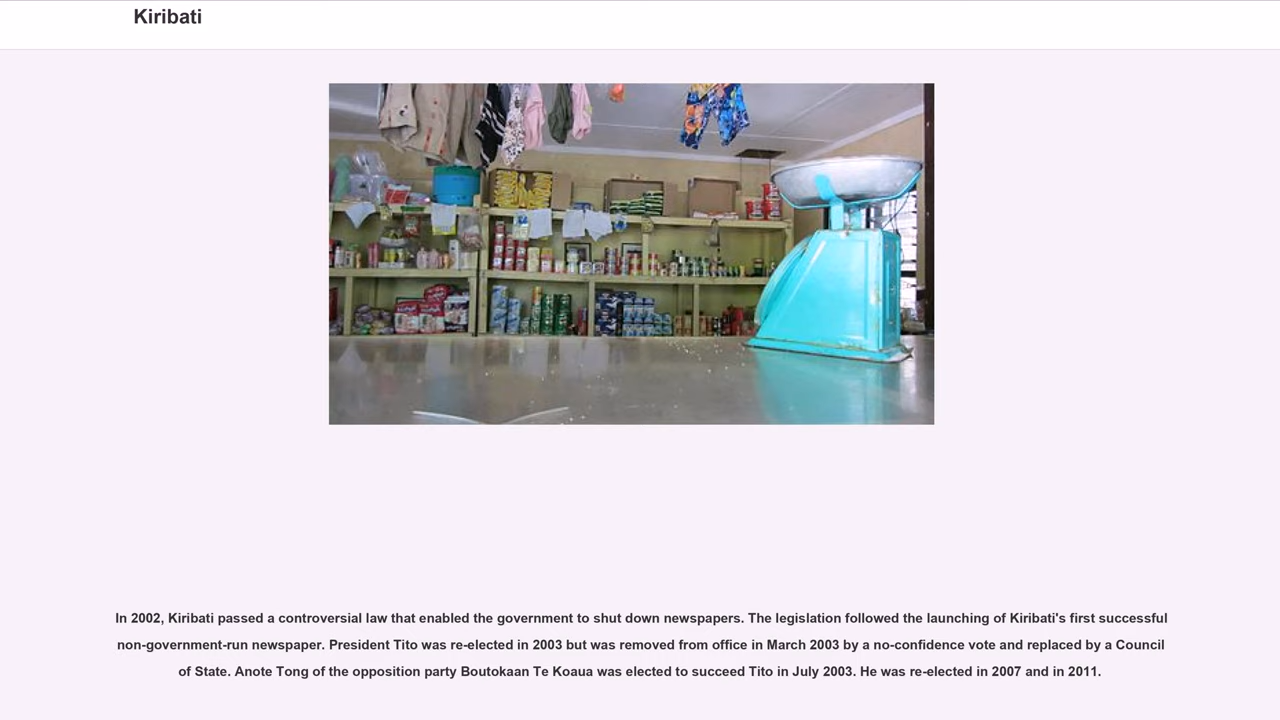 Kiribati
In 2002, Kiribati passed a controversial law that enabled the government to shut down newspapers. The legislation followed the launching of Kiribati's first successful
non-government-run newspaper. President Tito was re-elected in 2003 but was removed from office in March 2003 by a no-confidence vote and replaced by a Council
of State. Anote Tong of the opposition party Boutokaan Te Koaua was elected to succeed Tito in July 2003. He was re-elected in 2007 and in 2011.